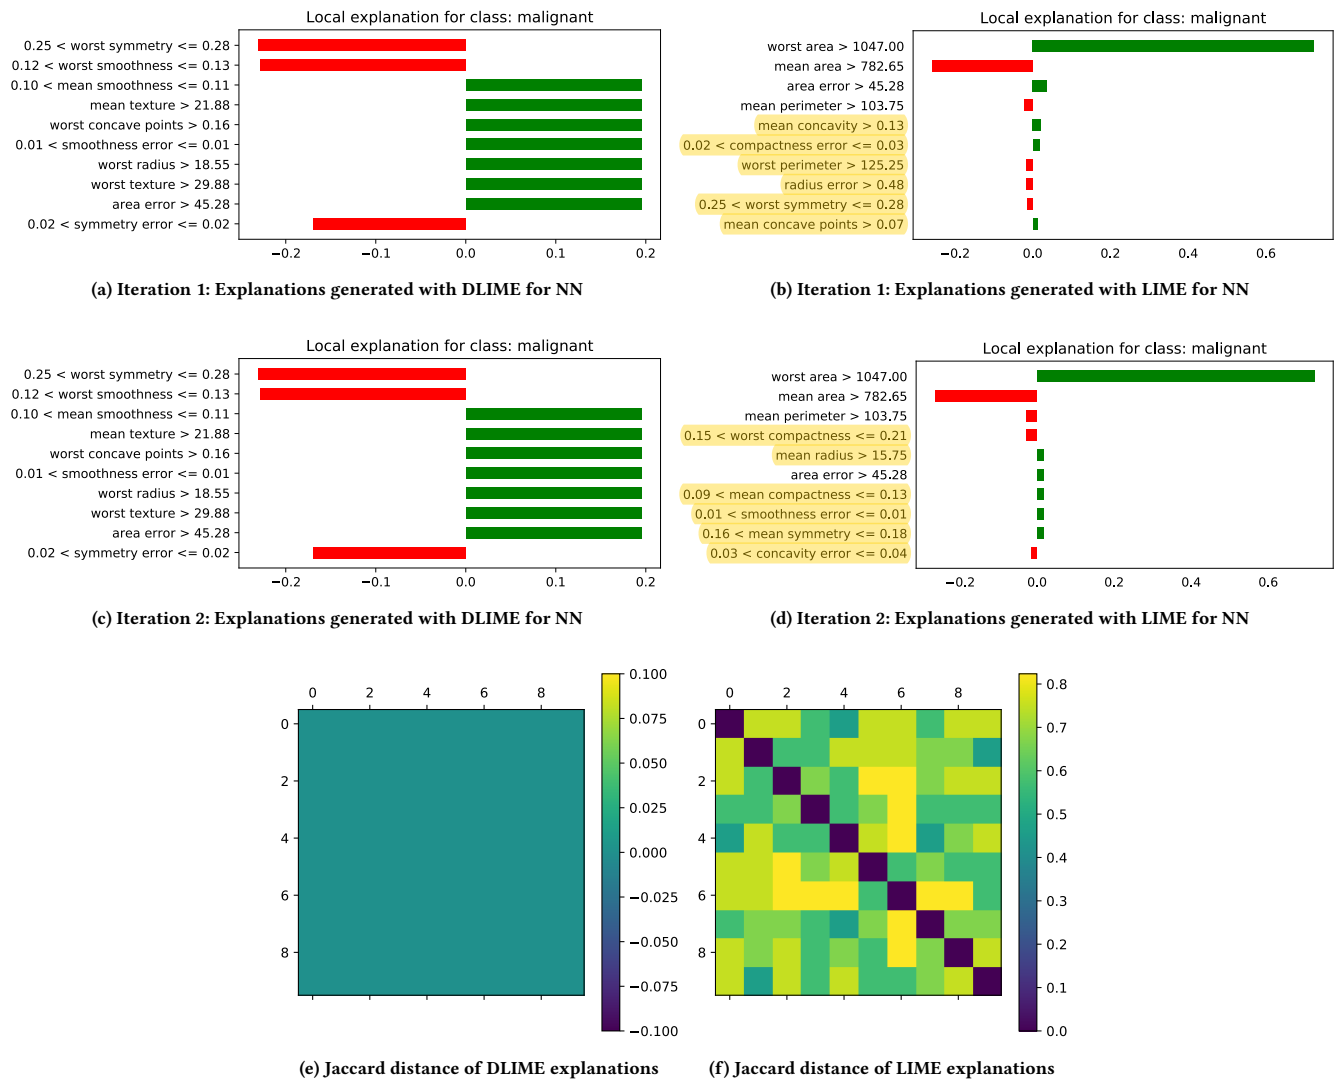 Local explanation for class: malignant
0.25 < worst symmetry <= 0.28
0.12 < worst smoothness <= 0.13
0.10 < mean smoothness <= 0.11
mean texture > 21.88
worst concave points > 0.16
0.01 < smoothness error <= 0.01
worst radius > 18.55
worst texture > 29.88
area error > 45.28
0.02 < symmetry error <= 0.02
−0.2 −0.1 0.0 0.1 0.2
(a) Iteration 1: Explanations generated with DLIME for NN
Local explanation for class: malignant
worst area > 1047.00
mean area > 782.65
area error > 45.28
mean perimeter > 103.75
mean concavity > 0.13
0.02 < compactness error <= 0.03
worst perimeter > 125.25
radius error > 0.48
0.25 < worst symmetry <= 0.28
mean concave points > 0.07
−0.2 0.0 0.2 0.4 0.6
(b) Iteration 1: Explanations generated with LIME for NN
Local explanation for class: malignant
0.25 < worst symmetry <= 0.28
0.12 < worst smoothness <= 0.13
0.10 < mean smoothness <= 0.11
mean texture > 21.88
worst concave points > 0.16
0.01 < smoothness error <= 0.01
worst radius > 18.55
worst texture > 29.88
area error > 45.28
0.02 < symmetry error <= 0.02
−0.2 −0.1 0.0 0.1 0.2
(c) Iteration 2: Explanations generated with DLIME for NN
Local explanation for class: malignant
worst area > 1047.00
mean area > 782.65
mean perimeter > 103.75
0.15 < worst compactness <= 0.21
mean radius > 15.75
area error > 45.28
0.09 < mean compactness <= 0.13
0.01 < smoothness error <= 0.01
0.16 < mean symmetry <= 0.18
0.03 < concavity error <= 0.04
−0.2 0.0 0.2 0.4 0.6
(d) Iteration 2: Explanations generated with LIME for NN
0 2 4 6 8
0
2
4
6
8
0.100
0.075
0.050
0.025
0.000
−0.025
−0.050
−0.075
−0.100
(e) Jaccard distance of DLIME explanations
0 2 4 6 8
0
2
4
6
8
0.8
0.7
0.6
0.5
0.4
0.3
0.2
0.1
0.0
(f) Jaccard distance of LIME explanations